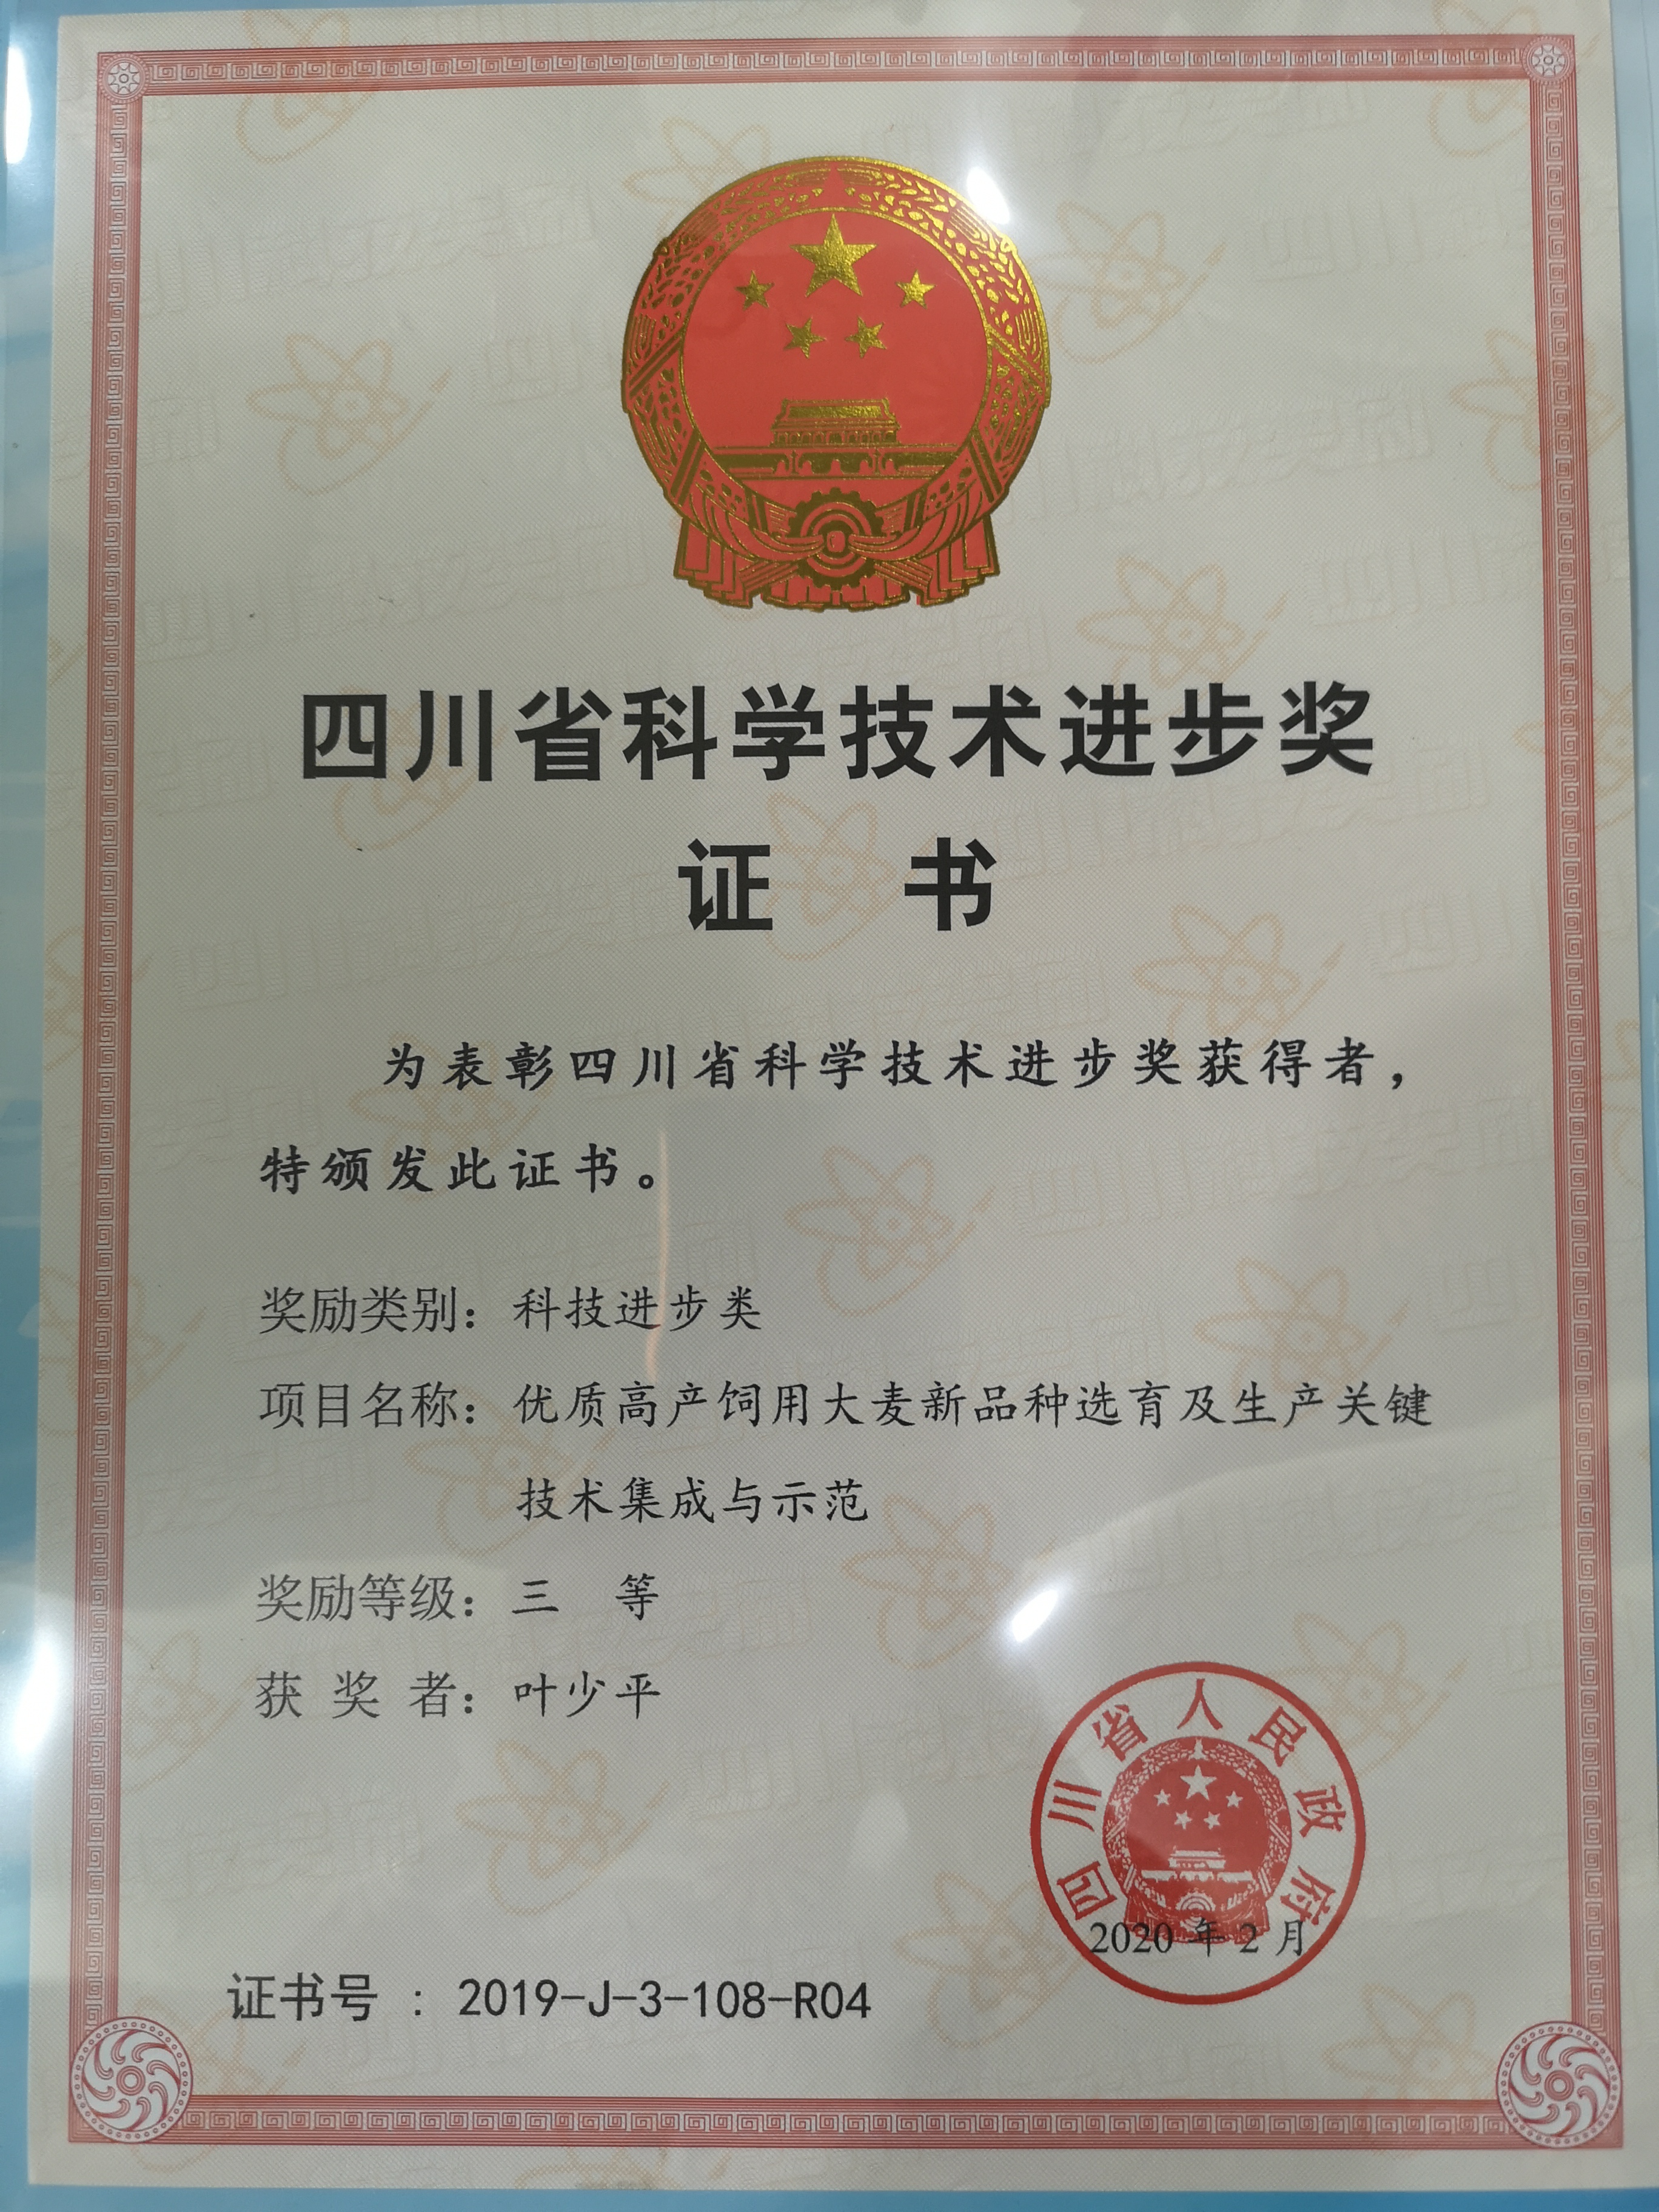 四川省科学技术进步奖
证 书
为表彰四川省科学技术进步奖获得者，
特颁发此证书。
奖励类别：科技进步类
项目名称：优质高产饲用大麦新品种选育及生产关键
技术集成与示范
奖励等级：三 等
获 奖 者：叶少平
四川省人民政府
2020 年 2 月
证书号 : 2019-J-3-108-R04